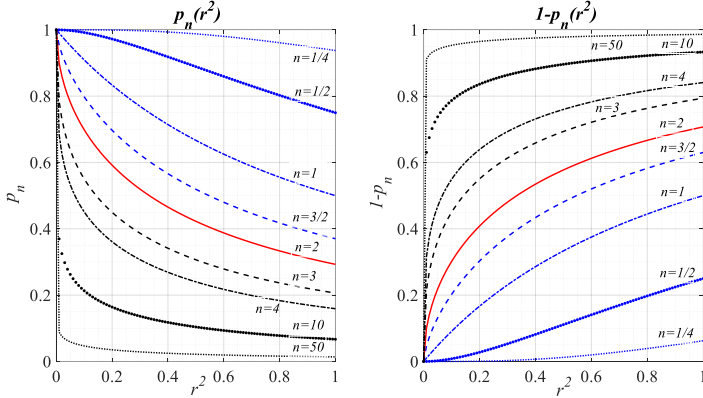 p_n(r^2)
1
0.8
0.6
0.4
0.2
0
p_n
n=1/4
n=1/2
n=1
n=3/2
n=2
n=3
n=4
n=10
n=50
0 0.2 0.4 0.6 0.8 1
r^2
1-p_n(r^2)
1
0.8
0.6
0.4
0.2
0
1-p_n
n=50
n=10
n=4
n=3
n=2
n=3/2
n=1
n=1/2
n=1/4
0 0.2 0.4 0.6 0.8 1
r^2